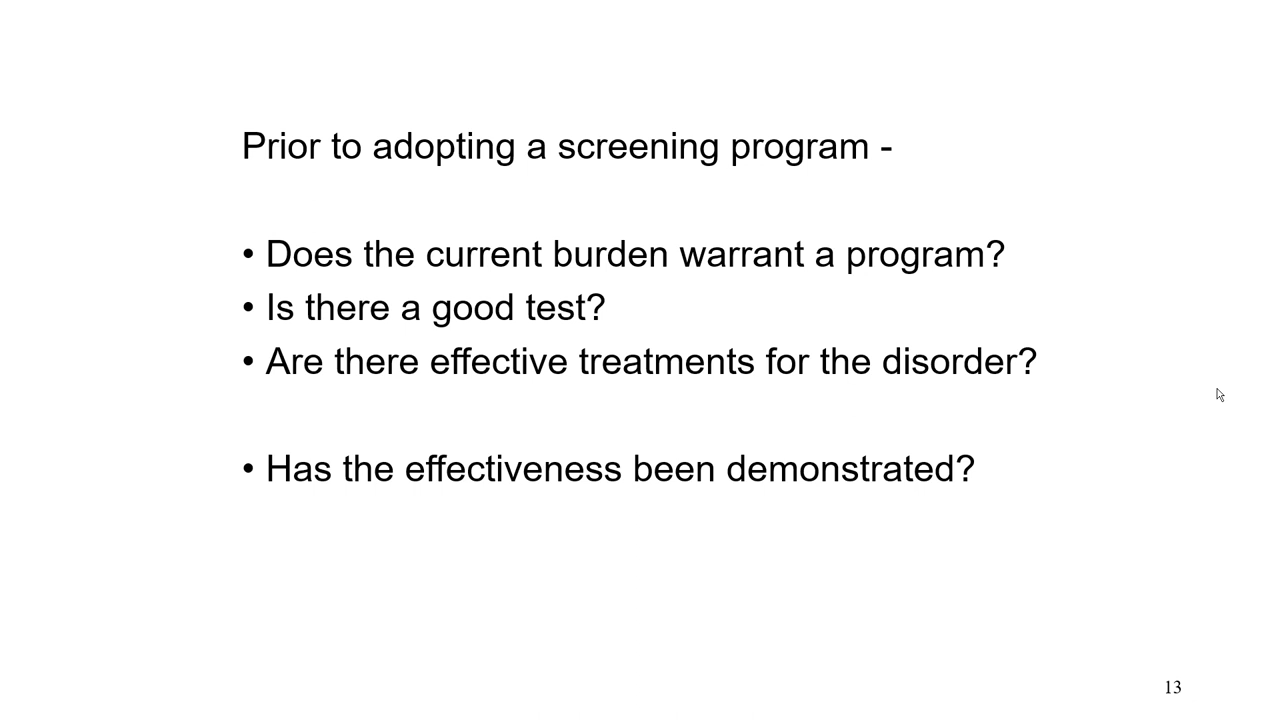 Prior to adopting a screening program -
• Does the current burden warrant a program?
• Is there a good test?
• Are there effective treatments for the disorder?
• Has the effectiveness been demonstrated?
13